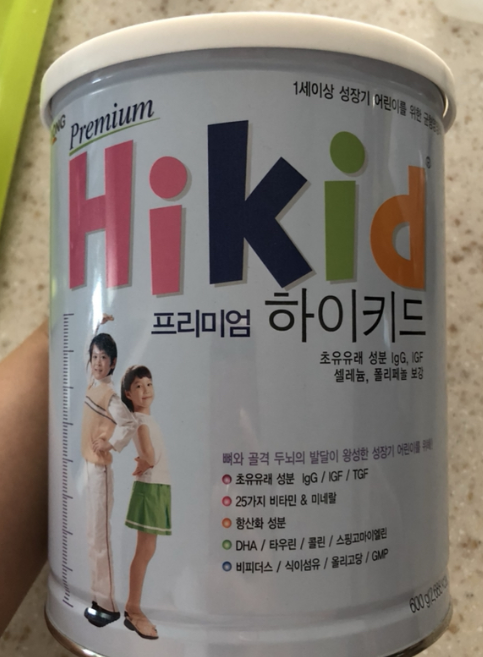 Premium
1세이상 성장기 어린이를 위한
Hikid
프리미엄 하이키드
초유유래 성분 IgG, IGF
셀레늄, 폴리페놀 보강
뼈와 골격 두뇌의 발달이 왕성한 성장기 어린이를 위해!
초유유래 성분 IgG / IGF / TGF
25가지 비타민 & 미네랄
항산화 성분
DHA / 타우린 / 콜린 / 스핑고마이엘린
비피더스 / 식이섬유 / 올리고당 / GMP
600 g